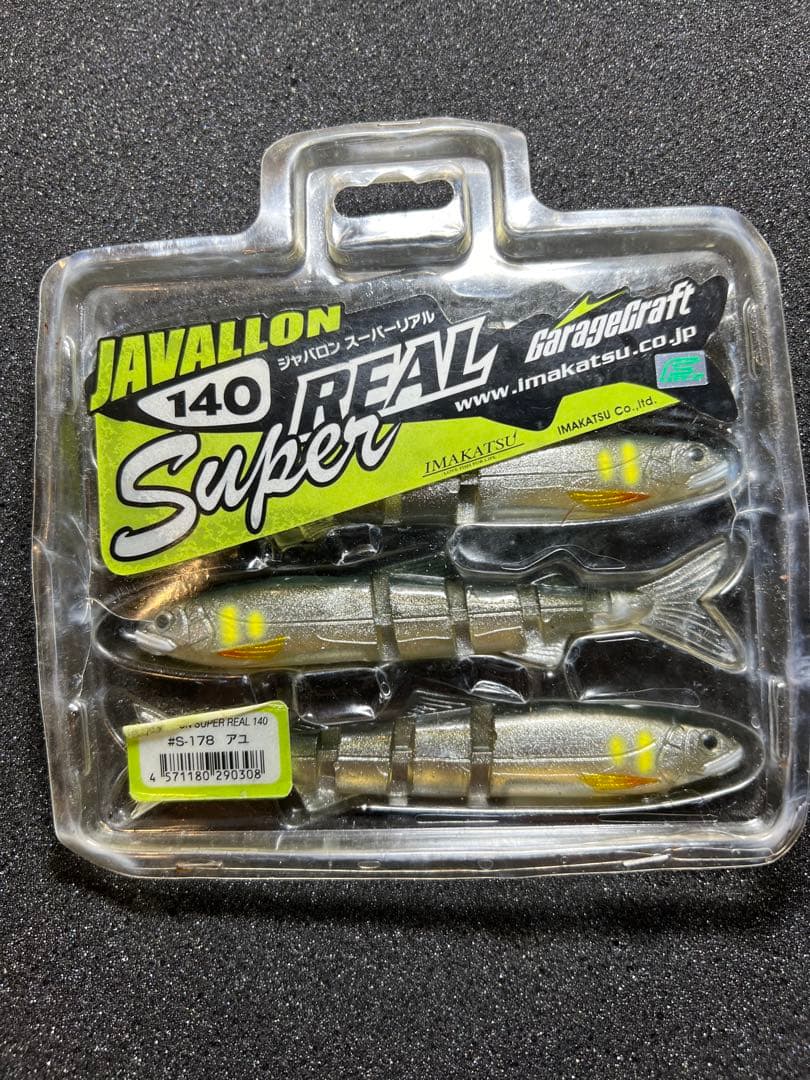 JAVALLON
140
ジャバロン スーパーリアル
Super REAL
GarageCraft
www.imakatsu.co.jp
IMAKATSU
IMAKATSU Co.,ltd.
SUPER REAL 140
#S-178 アユ
4 571180 290308